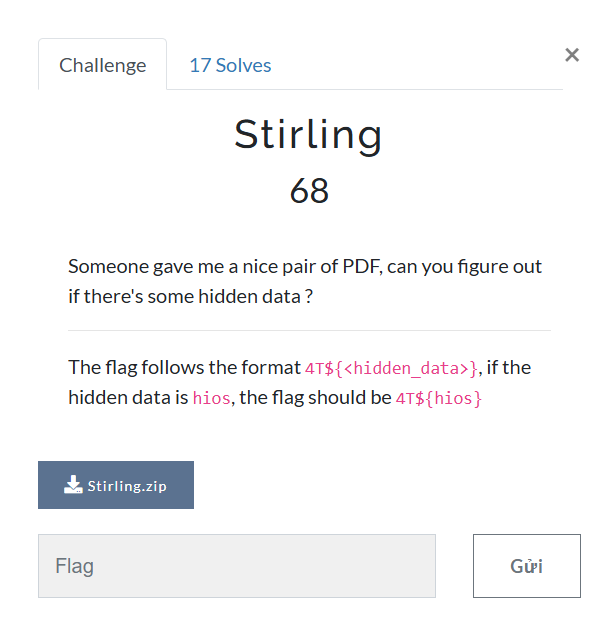 Challenge
17 Solves
×
Stirling
68
Someone gave me a nice pair of PDF, can you figure out
if there's some hidden data ?
The flag follows the format 4T${<hidden_data>}, if the
hidden data is hios, the flag should be 4T${hios}
Stirling.zip
Flag
Gửi